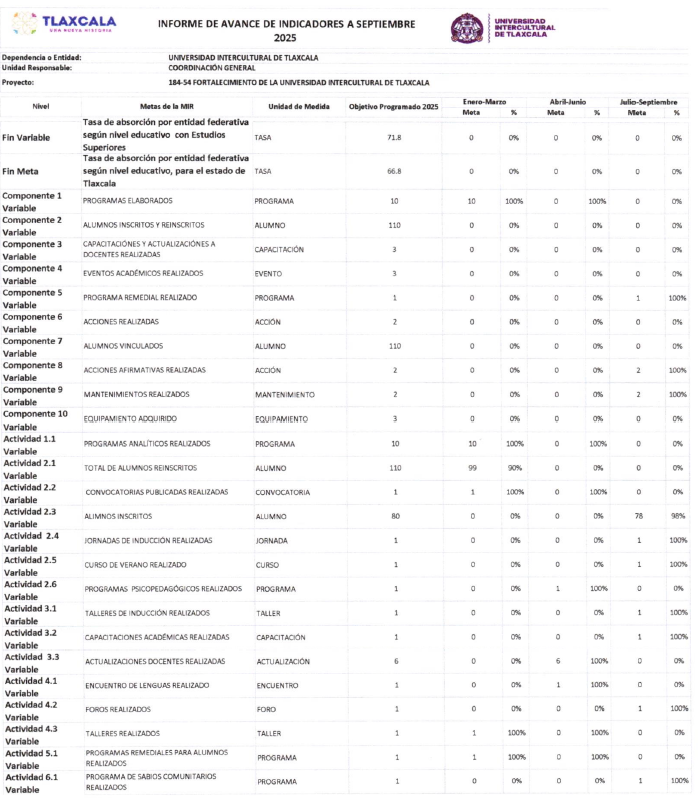 TLAXCALA
UNA NUEVA HISTORIA
INFORME DE AVANCE DE INDICADORES A SEPTIEMBRE
2025
UNIVERSIDAD
INTERCULTURAL
DE TLAXCALA
Dependencia o Entidad: UNIVERSIDAD INTERCULTURAL DE TLAXCALA
Unidad Responsable: COORDINACIÓN GENERAL
Proyecto: 184-54 FORTALECIMIENTO DE LA UNIVERSIDAD INTERCULTURAL DE TLAXCALA
Nivel Metas de la MIR Unidad de Medida Objetivo Programado 2025 Enero-Marzo Abril-Junio Julio-Septiembre
Meta % Meta % Meta %
Tasa de absorción por entidad federativa
Fin Variable según nivel educativo con Estudios TASA 71.8 0 0% 0 0% 0 0%
Superiores
Tasa de absorción por entidad federativa
Fin Meta según nivel educativo, para el estado de TASA 66.8 0 0% 0 0% 0 0%
Tlaxcala
Componente 1
Variable PROGRAMAS ELABORADOS PROGRAMA 10 10 100% 0 100% 0 0%
Componente 2
Variable ALUMNOS INSCRITOS Y REINSCRITOS ALUMNO 110 0 0% 0 0% 0 0%
Componente 3 CAPACITACIÓNES Y ACTUALIZACIÓNES A
Variable DOCENTES REALIZADAS CAPACITACIÓN 3 0 0% 0 0% 0 0%
Componente 4
Variable EVENTOS ACADÉMICOS REALIZADOS EVENTO 3 0 0% 0 0% 0 0%
Componente 5
Variable PROGRAMA REMEDIAL REALIZADO PROGRAMA 1 0 0% 0 0% 1 100%
Componente 6
Variable ACCIONES REALIZADAS ACCIÓN 2 0 0% 0 0% 0 0%
Componente 7
Variable ALUMNOS VINCULADOS ALUMNO 110 0 0% 0 0% 0 0%
Componente 8
Variable ACCIONES AFIRMATIVAS REALIZADAS ACCIÓN 2 0 0% 0 0% 2 100%
Componente 9
Variable MANTENIMIENTOS REALIZADOS MANTENIMIENTO 2 0 0% 0 0% 2 100%
Componente 10
Variable EQUIPAMIENTO ADQUIRIDO EQUIPAMIENTO 3 0 0% 0 0% 0 0%
Actividad 1.1
Variable PROGRAMAS ANALÍTICOS REALIZADOS PROGRAMA 10 10 100% 0 100% 0 0%
Actividad 2.1
Variable TOTAL DE ALUMNOS REINSCRITOS ALUMNO 110 99 90% 0 0% 0 0%
Actividad 2.2
Variable CONVOCATORIAS PUBLICADAS REALIZADAS CONVOCATORIA 1 1 100% 0 100% 0 0%
Actividad 2.3
Variable ALIMNOS INSCRITOS ALUMNO 80 0 0% 0 0% 78 98%
Actividad 2.4
Variable JORNADAS DE INDUCCIÓN REALIZADAS JORNADA 1 0 0% 0 0% 1 100%
Actividad 2.5
Variable CURSO DE VERANO REALIZADO CURSO 1 0 0% 0 0% 1 100%
Actividad 2.6
Variable PROGRAMAS PSICOPEDAGÓGICOS REALIZADOS PROGRAMA 1 0 0% 1 100% 0 0%
Actividad 3.1
Variable TALLERES DE INDUCCIÓN REALIZADOS TALLER 1 0 0% 0 0% 1 100%
Actividad 3.2
Variable CAPACITACIONES ACADÉMICAS REALIZADAS CAPACITACIÓN 1 0 0% 0 0% 1 100%
Actividad 3.3
Variable ACTUALIZACIONES DOCENTES REALIZADAS ACTUALIZACIÓN 6 0 0% 6 100% 0 0%
Actividad 4.1
Variable ENCUENTRO DE LENGUAS REALIZADO ENCUENTRO 1 0 0% 1 100% 0 0%
Actividad 4.2
Variable FOROS REALIZADOS FORO 1 0 0% 0 0% 1 100%
Actividad 4.3
Variable TALLERES REALIZADOS TALLER 1 1 100% 0 100% 0 0%
Actividad 5.1 PROGRAMAS REMEDIALES PARA ALUMNOS
Variable REALIZADOS PROGRAMA 1 1 100% 0 100% 0 0%
Actividad 6.1 PROGRAMA DE SABIOS COMUNITARIOS
Variable REALIZADOS PROGRAMA 1 0 0% 0 0% 1 100%